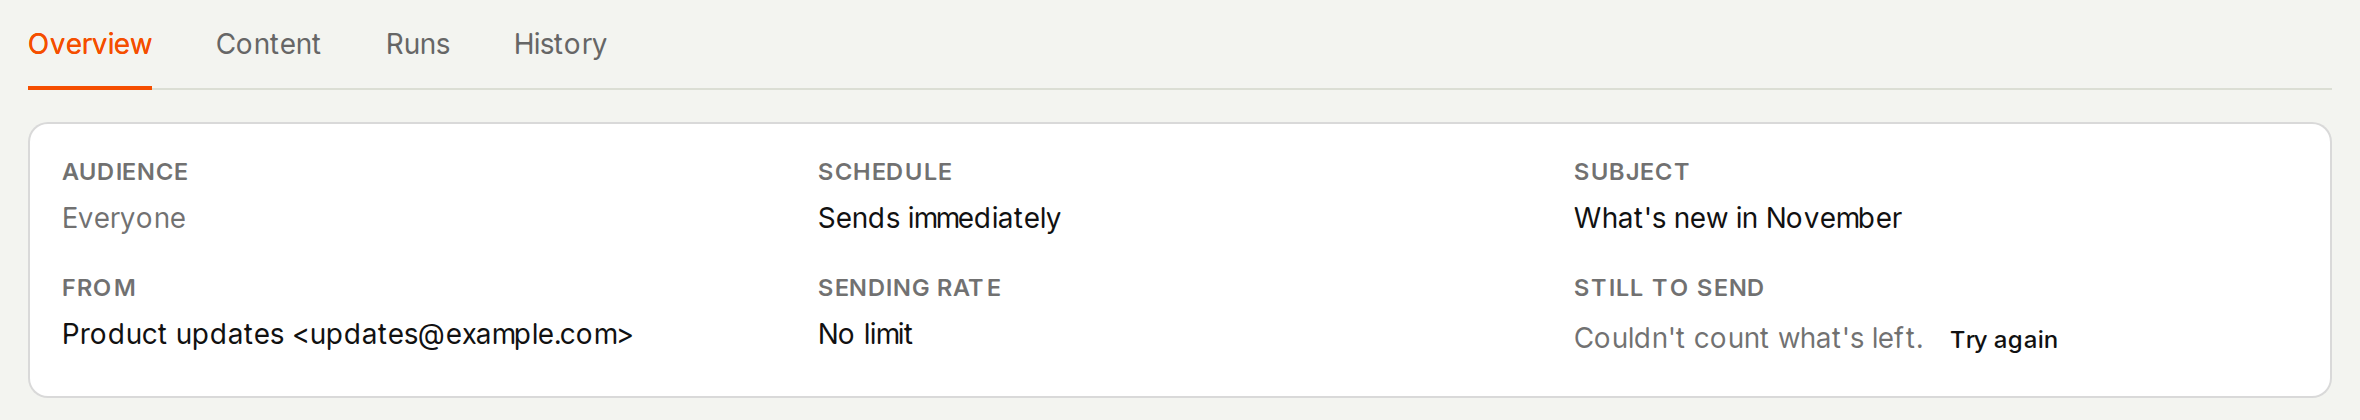 Overview Content Runs History
AUDIENCE SCHEDULE SUBJECT
Everyone Sends immediately What's new in November
FROM SENDING RATE STILL TO SEND
Product updates <updates@example.com> No limit Couldn't count what's left. Try again